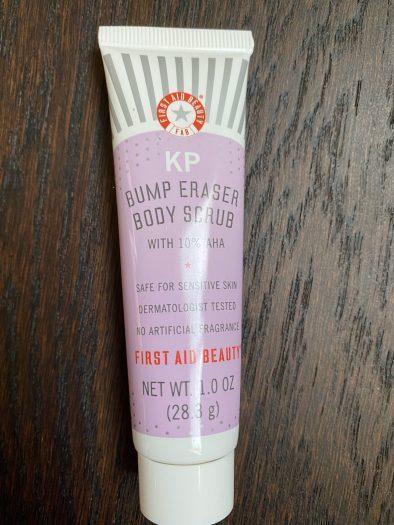 FIRST AID BEAUTY®
FAB
KP
BUMP ERASER
BODY SCRUB
WITH 10% AHA
SAFE FOR SENSITIVE SKIN
DERMATOLOGIST TESTED
NO ARTIFICIAL FRAGRANCE
FIRST AID BEAUTY
NET WT. 1.0 OZ
(28.3 g)